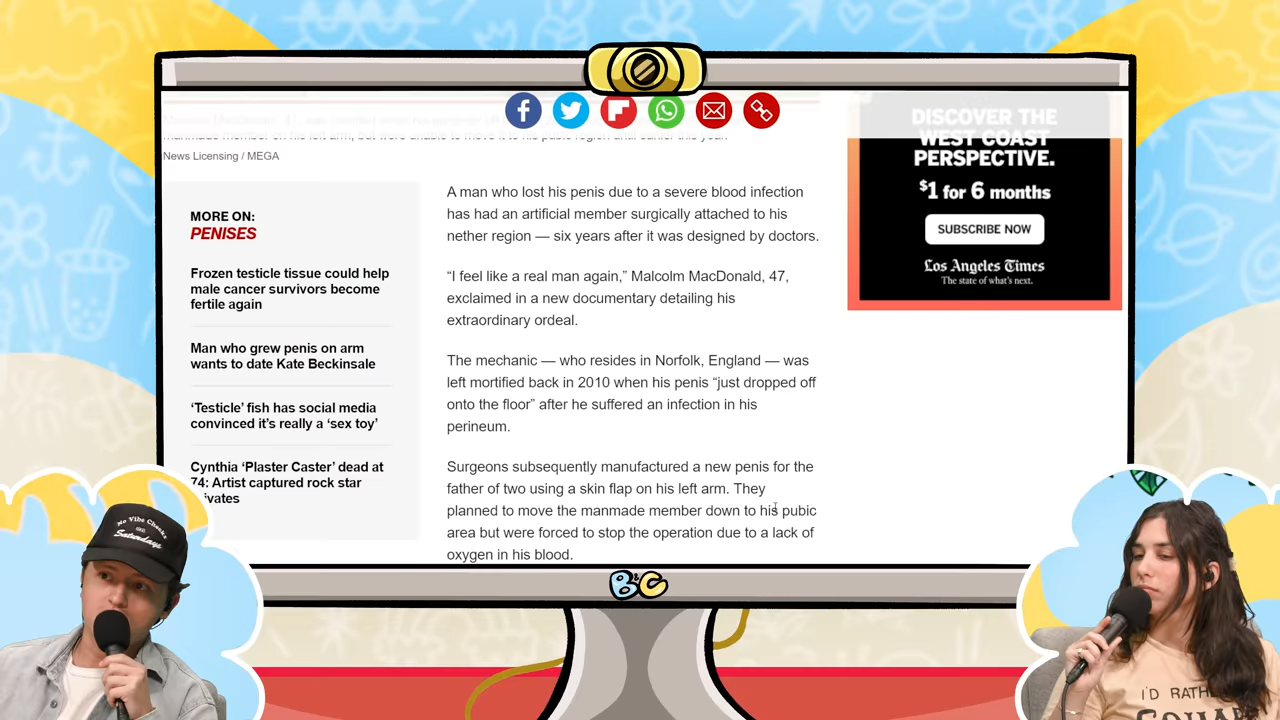 News Licensing / MEGA
MORE ON:
PENISES
Frozen testicle tissue could help
male cancer survivors become
fertile again
Man who grew penis on arm
wants to date Kate Beckinsale
‘Testicle’ fish has social media
convinced it’s really a ‘sex toy’
Cynthia ‘Plaster Caster’ dead at
74: Artist captured rock star
A man who lost his penis due to a severe blood infection
has had an artificial member surgically attached to his
nether region — six years after it was designed by doctors.
“I feel like a real man again,” Malcolm MacDonald, 47,
exclaimed in a new documentary detailing his
extraordinary ordeal.
The mechanic — who resides in Norfolk, England — was
left mortified back in 2010 when his penis “just dropped off
onto the floor” after he suffered an infection in his
perineum.
Surgeons subsequently manufactured a new penis for the
father of two using a skin flap on his left arm. They
planned to move the manmade member down to his pubic
area but were forced to stop the operation due to a lack of
oxygen in his blood.
DISCOVER THE
WEST COAST
PERSPECTIVE.
$1 for 6 months
SUBSCRIBE NOW
Los Angeles Times
The state of what's next.
B&C
No Vibe Checks
Saturdays
I'D RATH